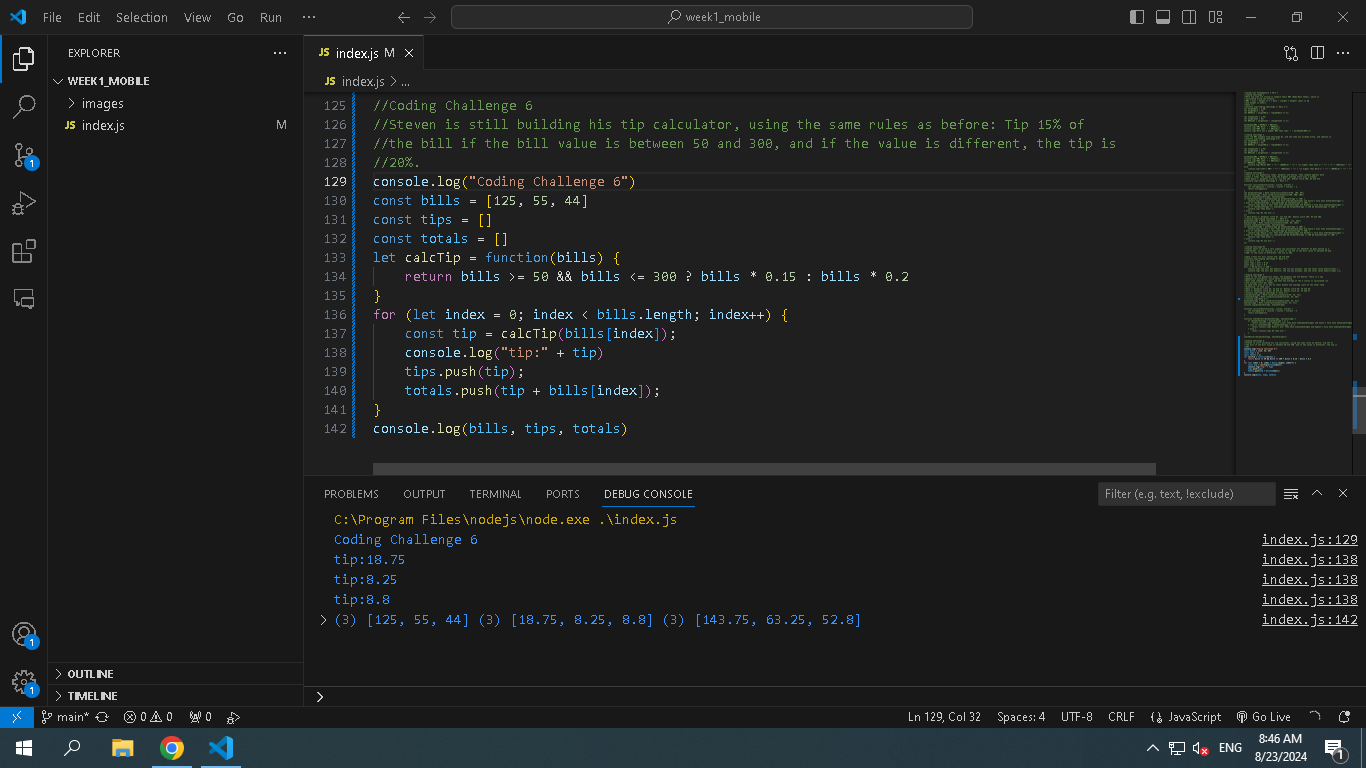 File Edit Selection View Go Run ··· week1_mobile
EXPLORER ···
WEEK1_MOBILE
images
JS index.js M
OUTLINE
TIMELINE
1
1
1
JS index.js M
JS index.js > ...
125 //Coding Challenge 6
126 //Steven is still building his tip calculator, using the same rules as before: Tip 15% of
127 //the bill if the bill value is between 50 and 300, and if the value is different, the tip is
128 //20%.
129 console.log("Coding Challenge 6")
130 const bills = [125, 55, 44]
131 const tips = []
132 const totals = []
133 let calcTip = function(bills) {
134     return bills >= 50 && bills <= 300 ? bills * 0.15 : bills * 0.2
135 }
136 for (let index = 0; index < bills.length; index++) {
137     const tip = calcTip(bills[index]);
138     console.log("tip:" + tip)
139     tips.push(tip);
140     totals.push(tip + bills[index]);
141 }
142 console.log(bills, tips, totals)
PROBLEMS OUTPUT TERMINAL PORTS DEBUG CONSOLE Filter (e.g. text, !exclude)
C:\Program Files\nodejs\node.exe .\index.js
Coding Challenge 6 index.js:129
tip:18.75 index.js:138
tip:8.25 index.js:138
tip:8.8 index.js:138
> (3) [125, 55, 44] (3) [18.75, 8.25, 8.8] (3) [143.75, 63.25, 52.8] index.js:142
>
main* 0 0 0 Ln 129, Col 32 Spaces: 4 UTF-8 CRLF JavaScript Go Live
ENG 8:46 AM
8/23/2024 1